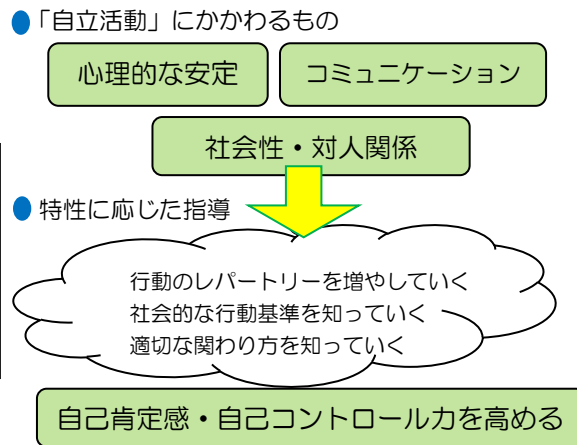 「自立活動」にかかわるもの
心理的な安定
コミュニケーション
社会性・対人関係
特性に応じた指導
行動のレパートリーを増やしていく
社会的な行動基準を知っていく
適切な関わり方を知っていく
自己肯定感・自己コントロール力を高める